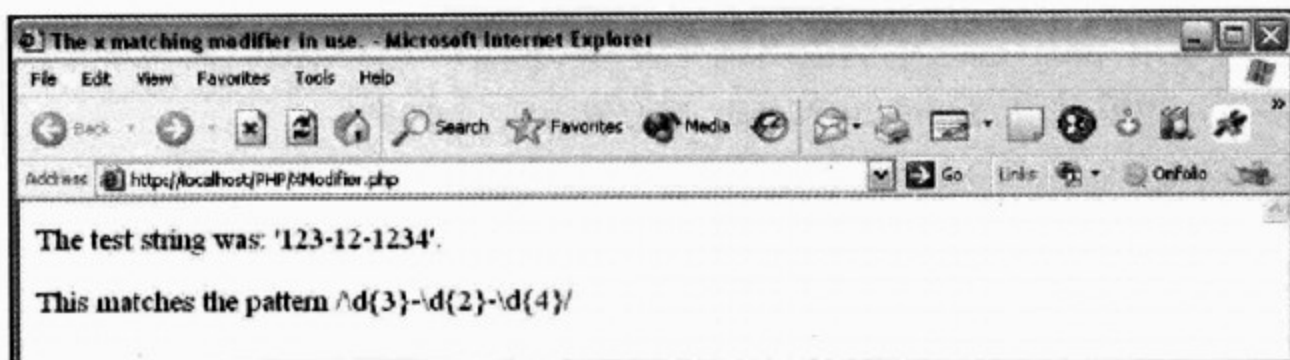 The x matching modifier in use. - Microsoft Internet Explorer
File Edit View Favorites Tools Help
Back Search Favorites Media »
Address http://localhost/PHP/XModifier.php Go Links » Onfolio
The test string was: '123-12-1234'.
This matches the pattern /\d{3}-\d{2}-\d{4}/